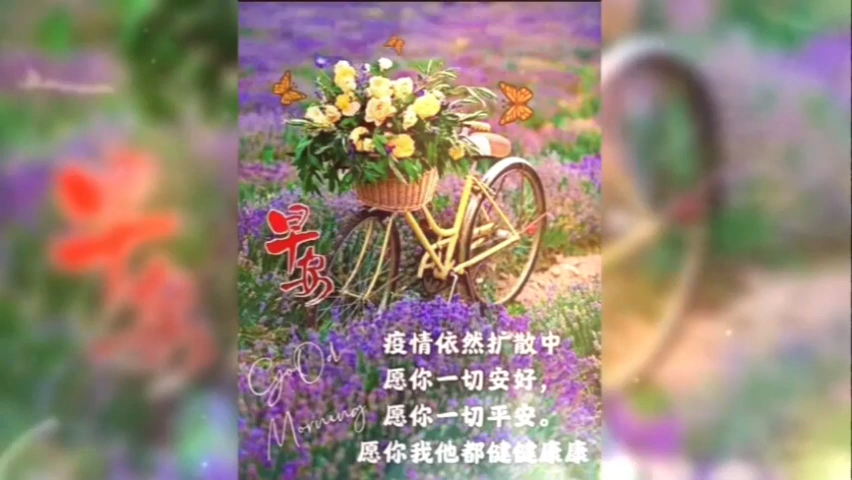 早安
Good
Morning
疫情依然扩散中
愿你一切安好，
愿你一切平安。
愿你我他都健健康康